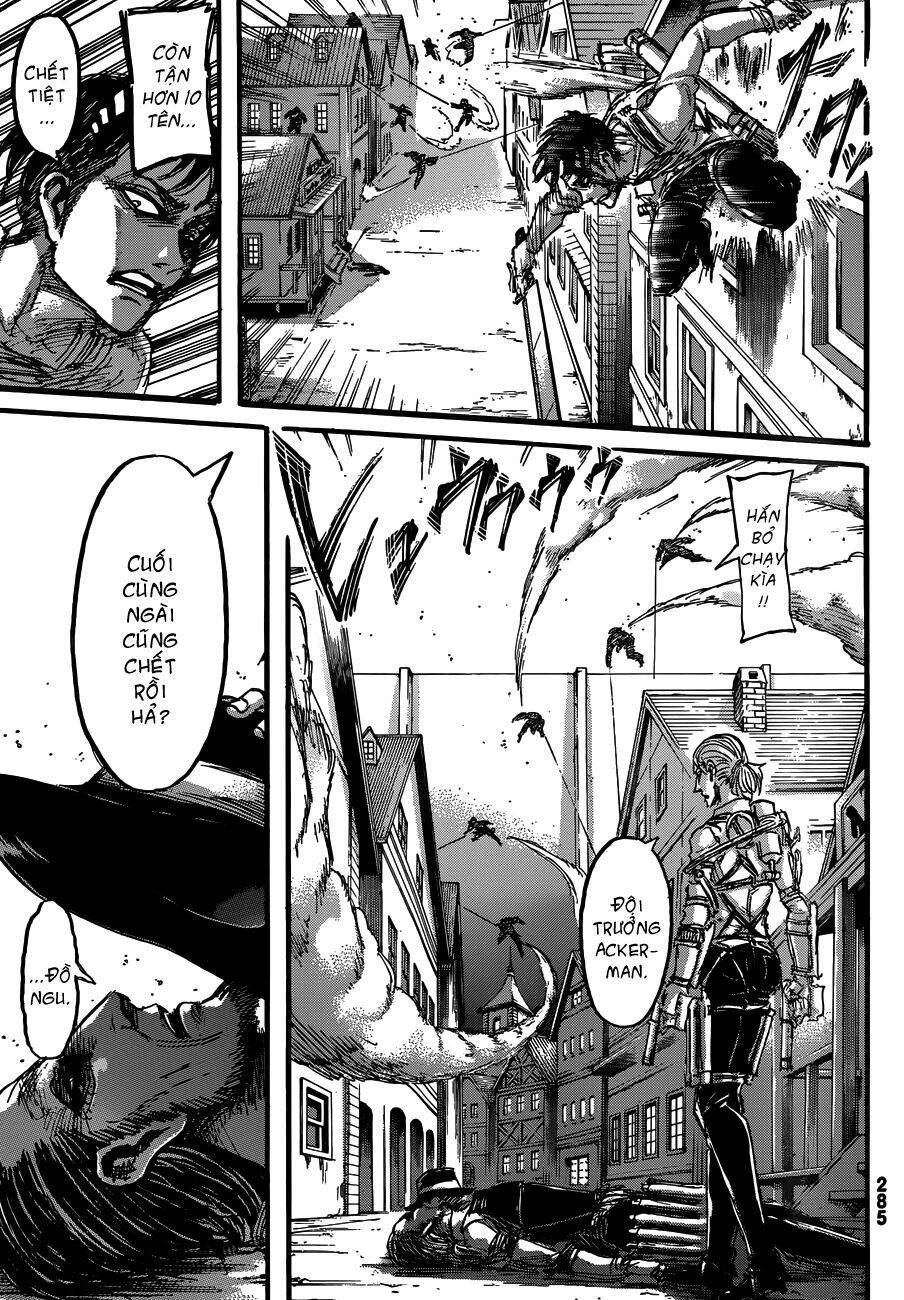 CÒN
TẬN
HƠN 10
TÊN...
CHẾT
TIỆT
...
HẮN
BỎ
CHẠY
KÌA
!!
ĐỘI
TRƯỞNG
ACKER-
MAN.
CUỐI
CÙNG
NGÀI
CŨNG
CHẾT
RỒI
HẢ?
...ĐỒ
NGU.
285